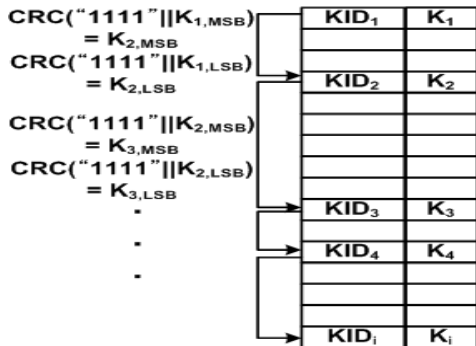 CRC(“1111”||K1,MSB)
= K2,MSB
CRC(“1111”||K1,LSB)
= K2,LSB
CRC(“1111”||K2,MSB)
= K3,MSB
CRC(“1111”||K2,LSB)
= K3,LSB
.
.
.
KID1 K1
KID2 K2
KID3 K3
KID4 K4
KIDi Ki